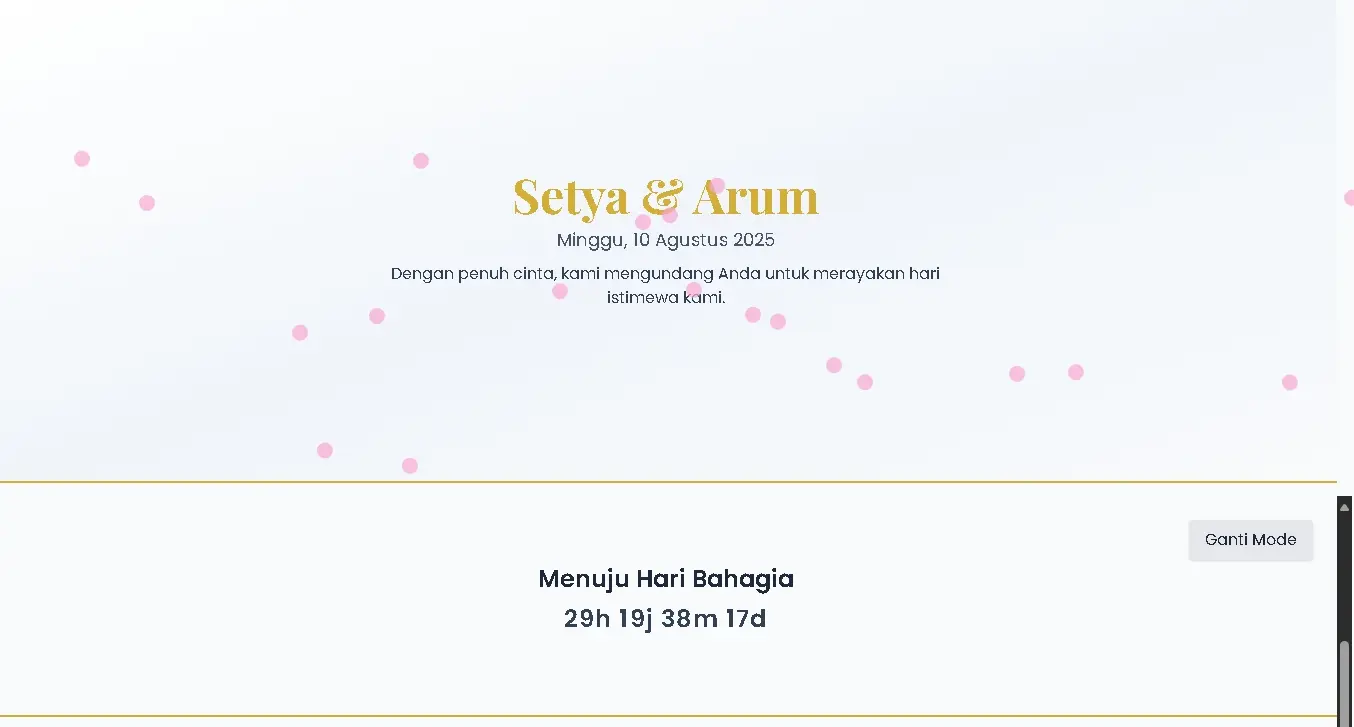 Setya & Arum
Minggu, 10 Agustus 2025
Dengan penuh cinta, kami mengundang Anda untuk merayakan hari
istimewa kami.
Ganti Mode
Menuju Hari Bahagia
29h 19j 38m 17d